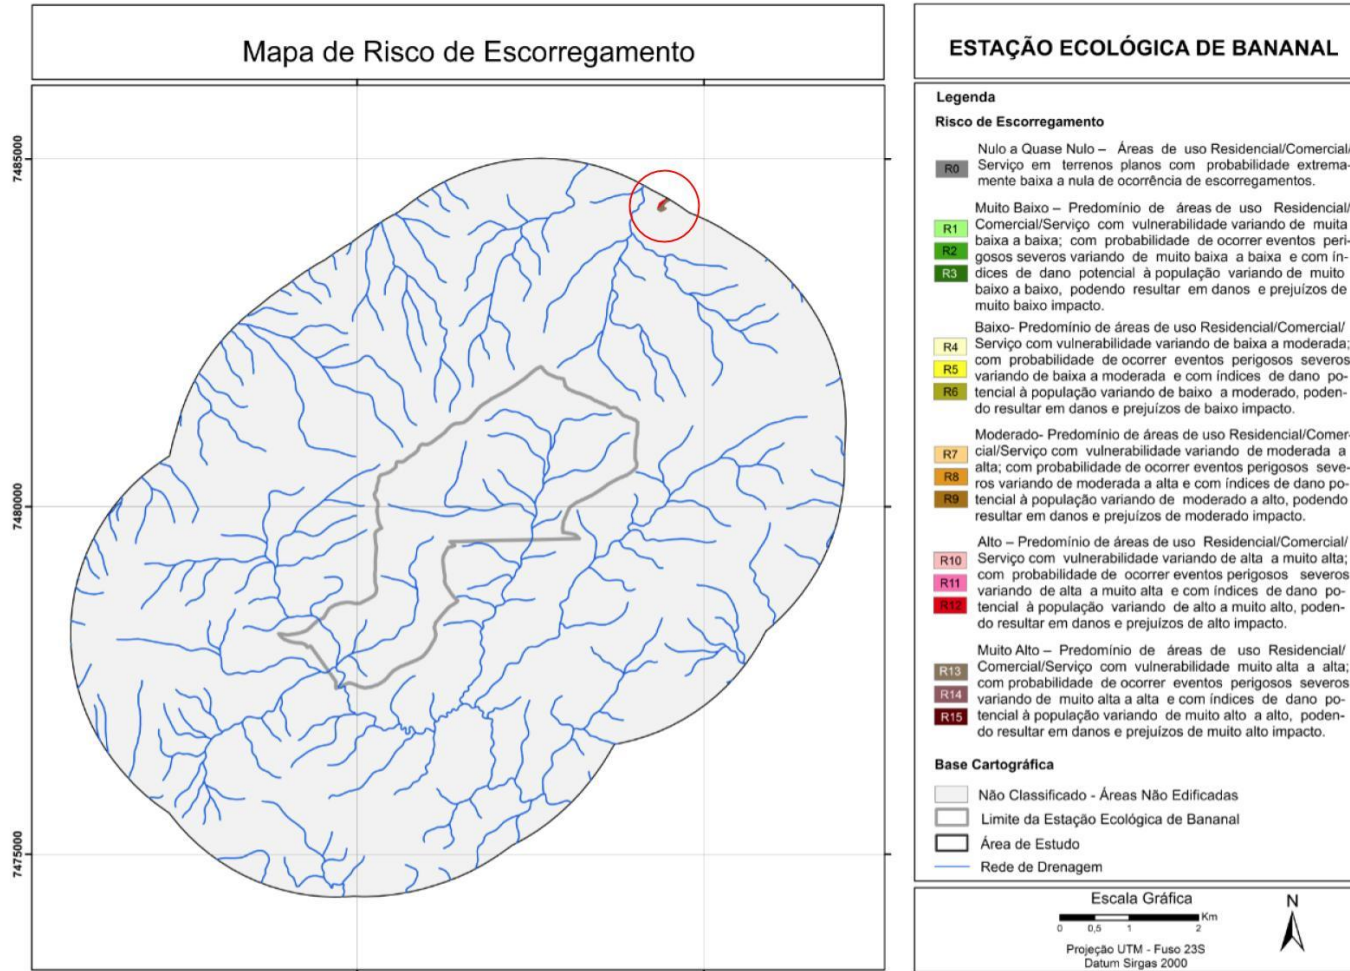 Mapa de Risco de Escorregamento
7485000
7480000
7475000
ESTAÇÃO ECOLÓGICA DE BANANAL
Legenda
Risco de Escorregamento
R0
Nulo a Quase Nulo – Áreas de uso Residencial/Comercial/
Serviço em terrenos planos com probabilidade extrema-
mente baixa a nula de ocorrência de escorregamentos.
R1
R2
R3
Muito Baixo – Predomínio de áreas de uso Residencial/
Comercial/Serviço com vulnerabilidade variando de muita
baixa a baixa; com probabilidade de ocorrer eventos peri-
gosos severos variando de muito baixa a baixa e com ín-
dices de dano potencial à população variando de muito
baixo a baixo, podendo resultar em danos e prejuízos de
muito baixo impacto.
R4
R5
R6
Baixo- Predomínio de áreas de uso Residencial/Comercial/
Serviço com vulnerabilidade variando de baixa a moderada;
com probabilidade de ocorrer eventos perigosos severos
variando de baixa a moderada e com índices de dano po-
tencial à população variando de baixo a moderado, poden-
do resultar em danos e prejuízos de baixo impacto.
R7
R8
R9
Moderado- Predomínio de áreas de uso Residencial/Comer-
cial/Serviço com vulnerabilidade variando de moderada a
alta; com probabilidade de ocorrer eventos perigosos seve-
ros variando de moderada a alta e com índices de dano po-
tencial à população variando de moderado a alto, podendo
resultar em danos e prejuízos de moderado impacto.
R10
R11
R12
Alto – Predomínio de áreas de uso Residencial/Comercial/
Serviço com vulnerabilidade variando de alta a muito alta;
com probabilidade de ocorrer eventos perigosos severos
variando de alta a muito alta e com índices de dano po-
tencial à população variando de alto a muito alto, poden-
do resultar em danos e prejuízos de alto impacto.
R13
R14
R15
Muito Alto – Predomínio de áreas de uso Residencial/
Comercial/Serviço com vulnerabilidade muito alta a alta;
com probabilidade de ocorrer eventos perigosos severos
variando de muito alta a alta e com índices de dano po-
tencial à população variando de muito alto a alto, poden-
do resultar em danos e prejuízos de muito alto impacto.
Base Cartográfica
Não Classificado - Áreas Não Edificadas
Limite da Estação Ecológica de Bananal
Área de Estudo
Rede de Drenagem
Escala Gráfica
Km
0 0,5 1 2
N
Projeção UTM - Fuso 23S
Datum Sirgas 2000